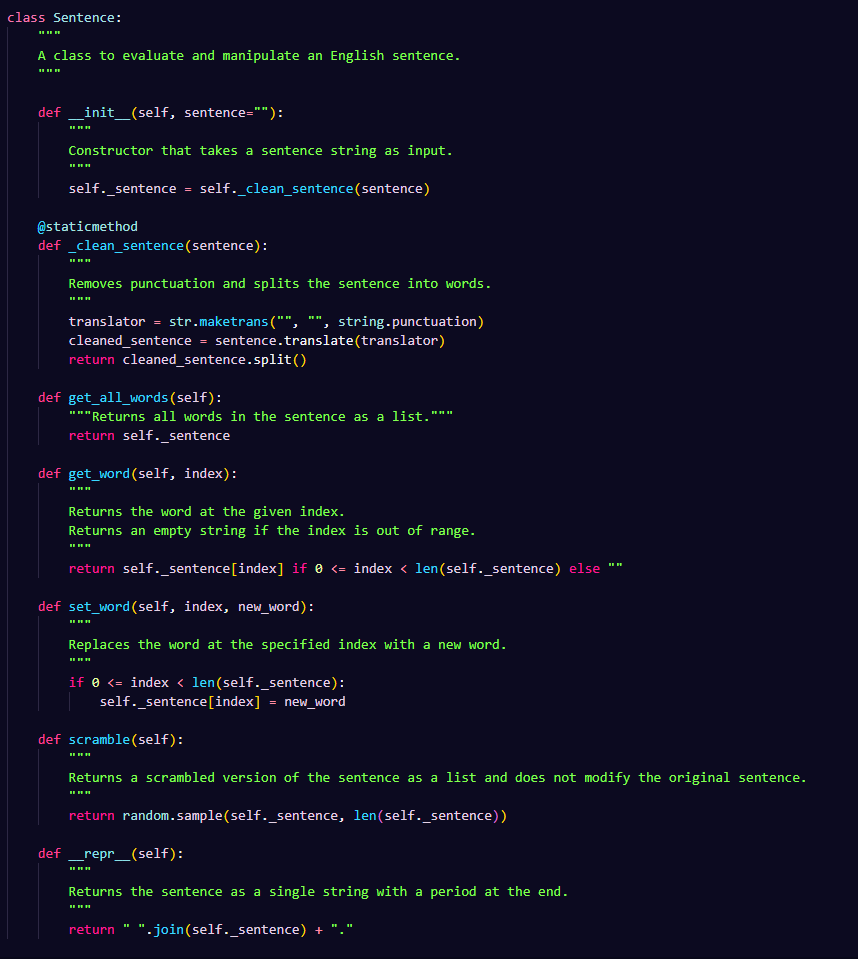 class Sentence:
    """
    A class to evaluate and manipulate an English sentence.
    """

    def __init__(self, sentence=""):
        """
        Constructor that takes a sentence string as input.
        """
        self._sentence = self._clean_sentence(sentence)

    @staticmethod
    def _clean_sentence(sentence):
        """
        Removes punctuation and splits the sentence into words.
        """
        translator = str.maketrans("", "", string.punctuation)
        cleaned_sentence = sentence.translate(translator)
        return cleaned_sentence.split()

    def get_all_words(self):
        """Returns all words in the sentence as a list."""
        return self._sentence

    def get_word(self, index):
        """
        Returns the word at the given index.
        Returns an empty string if the index is out of range.
        """
        return self._sentence[index] if 0 <= index < len(self._sentence) else ""

    def set_word(self, index, new_word):
        """
        Replaces the word at the specified index with a new word.
        """
        if 0 <= index < len(self._sentence):
            self._sentence[index] = new_word

    def scramble(self):
        """
        Returns a scrambled version of the sentence as a list and does not modify the original sentence.
        """
        return random.sample(self._sentence, len(self._sentence))

    def __repr__(self):
        """
        Returns the sentence as a single string with a period at the end.
        """
        return " ".join(self._sentence) + "."